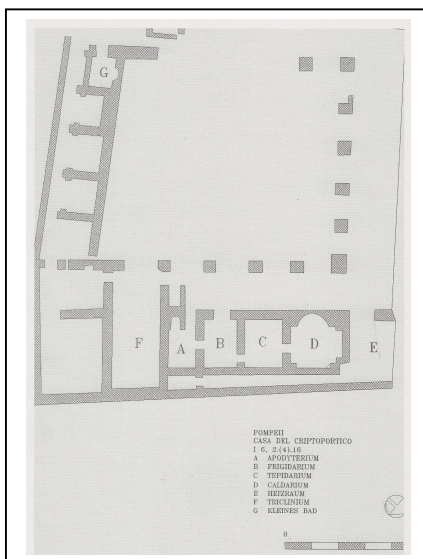 G
F
A
B
C
D
E
POMPEII
CASA DEL CRIPTOPORTICO
I 6, 2.(4).16
A APODYTERIUM
B FRIGIDARIUM
C TEPIDARIUM
D CALDARIUM
E HEIZRAUM
F TRICLINIUM
G KLEINES BAD
0